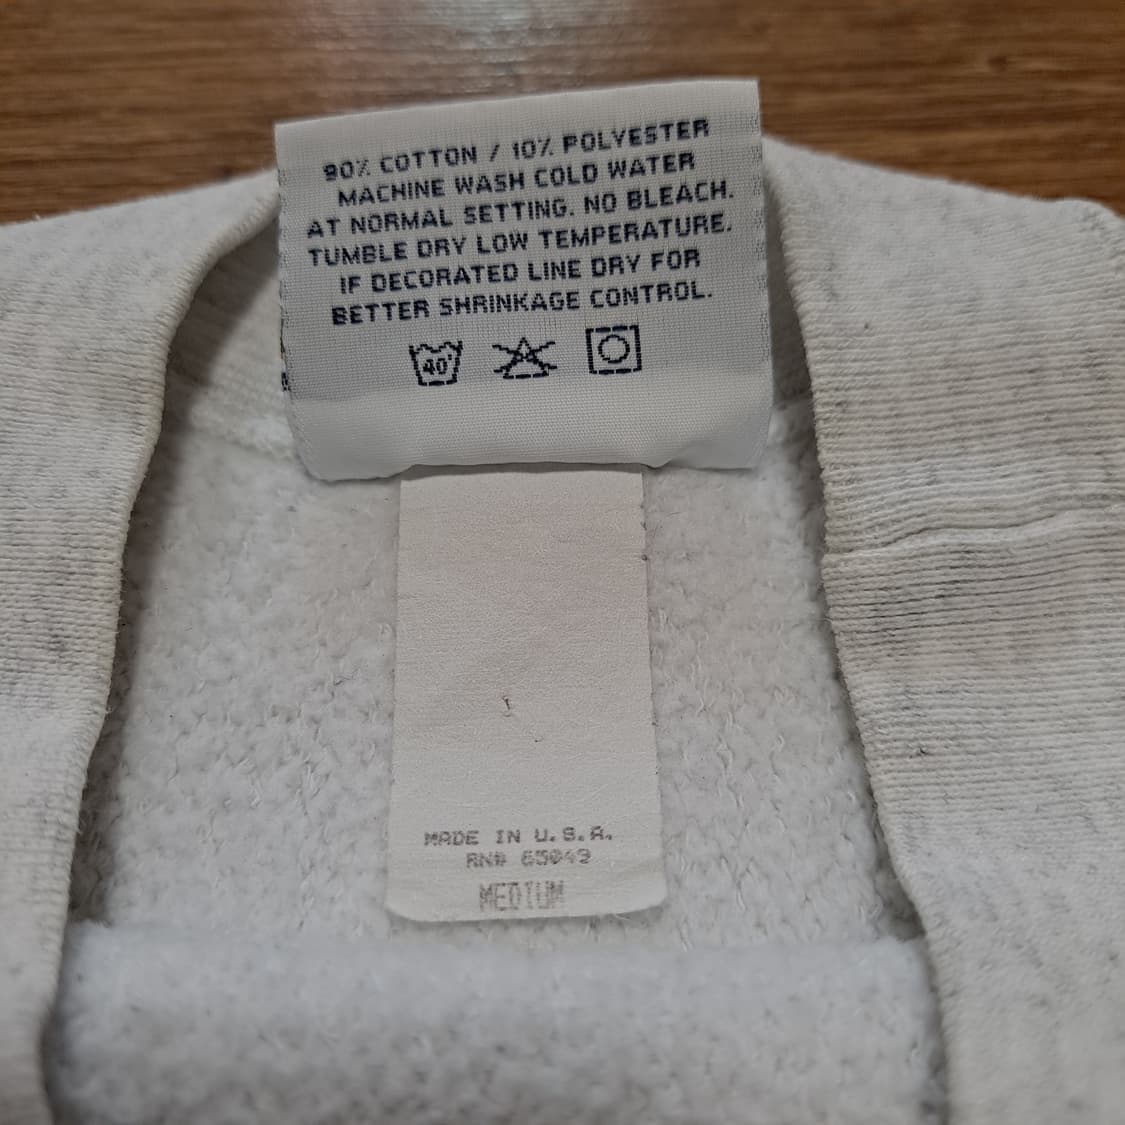 90% COTTON / 10% POLYESTER
MACHINE WASH COLD WATER
AT NORMAL SETTING. NO BLEACH.
TUMBLE DRY LOW TEMPERATURE.
IF DECORATED LINE DRY FOR
BETTER SHRINKAGE CONTROL.
40°
MADE IN U.S.A.
RN# 65049
MEDIUM